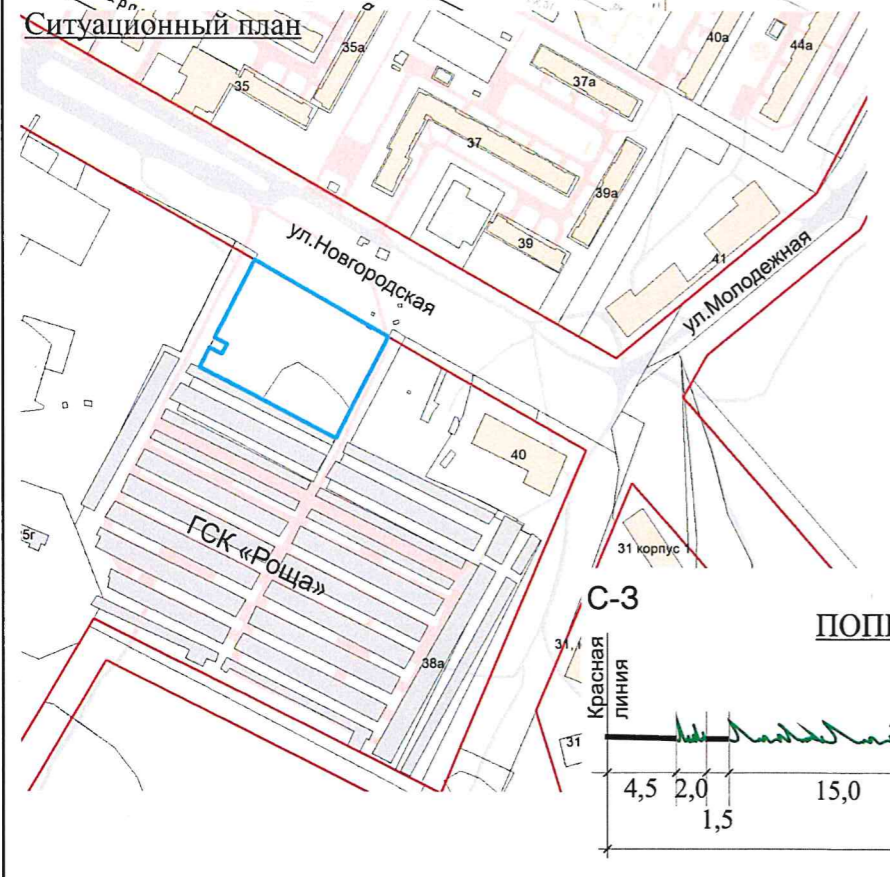 Ситуационный план
35а
35
40а
44а
37а
37
39а
39
41
ул.Новгородская
ул.Молодежная
40
ГСК «Роща»
38а
5г
31 корпус 1
31
С-3
Красная
линия
4,5
2,0
1,5
15,0